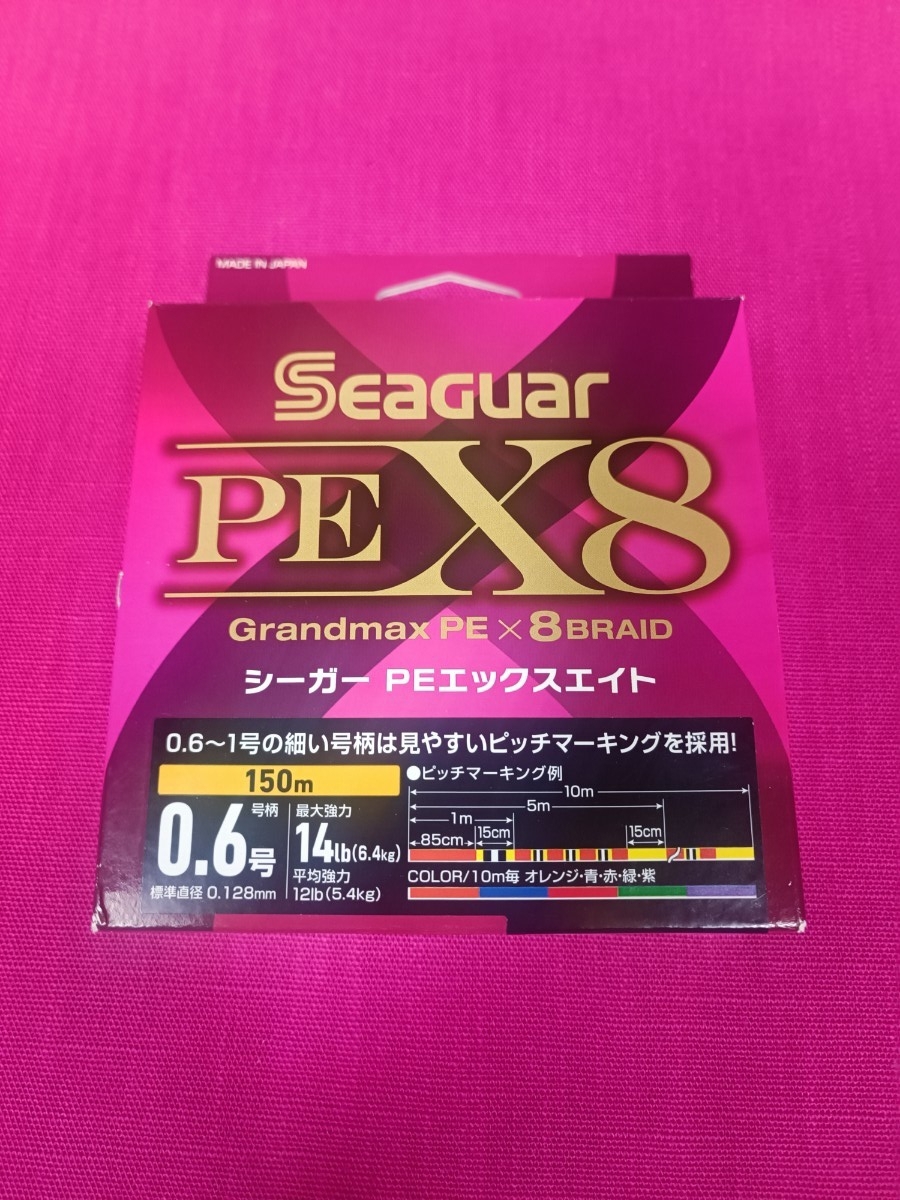 MADE IN JAPAN
SEAGUAR
PE X8
Grandmax PE × 8 BRAID
シーガー PEエックスエイト
0.6〜1号の細い号柄は見やすいピッチマーキングを採用!
150m
号柄
0.6号
標準直径 0.128mm
最大強力
14lb(6.4kg)
平均強力
12lb(5.4kg)
●ピッチマーキング例
10m
5m
1m
85cm 15cm 15cm
COLOR/10m毎 オレンジ・青・赤・緑・紫